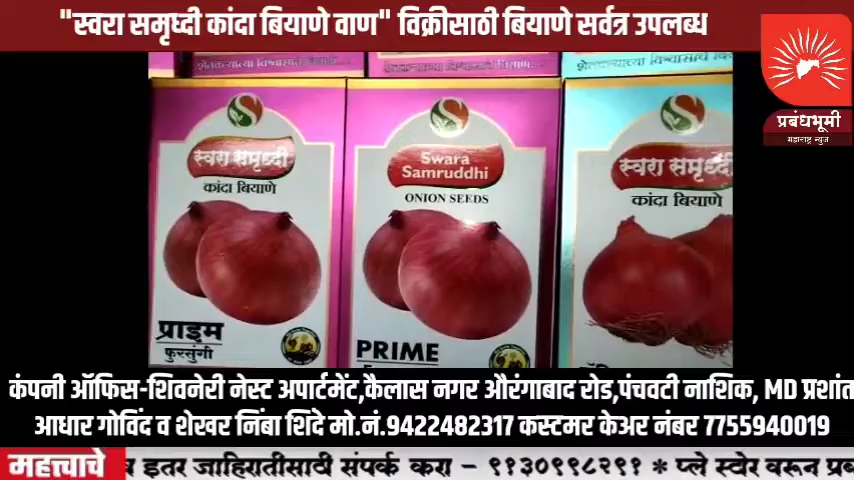 "स्वरा समृध्दी कांदा बियाणे वाण" विक्रीसाठी बियाणे सर्वत्र उपलब्ध
प्रबंधभूमी
महाराष्ट्र न्युज
शेतकऱ्याच्या विश्वासाचे
शेतकऱ्याच्या विश्वासाचे
स्वरा समृध्दी
कांदा बियाणे
प्राइम
फुरसुंगी
Swara
Samruddhi
ONION SEEDS
PRIME
स्वरा समृध्दी
कांदा बियाणे
कंपनी ऑफिस-शिवनेरी नेस्ट अपार्टमेंट,कैलास नगर औरंगाबाद रोड,पंचवटी नाशिक, MD प्रशांत
आधार गोविंद व शेखर निंबा शिंदे मो.नं.9422482317 कस्टमर केअर नंबर 7755940019
महत्त्वाचे
व इतर जाहिरातीसाठी संपर्क करा – ९१३०९९८२९१ * प्ले स्टोर वरून प्रब